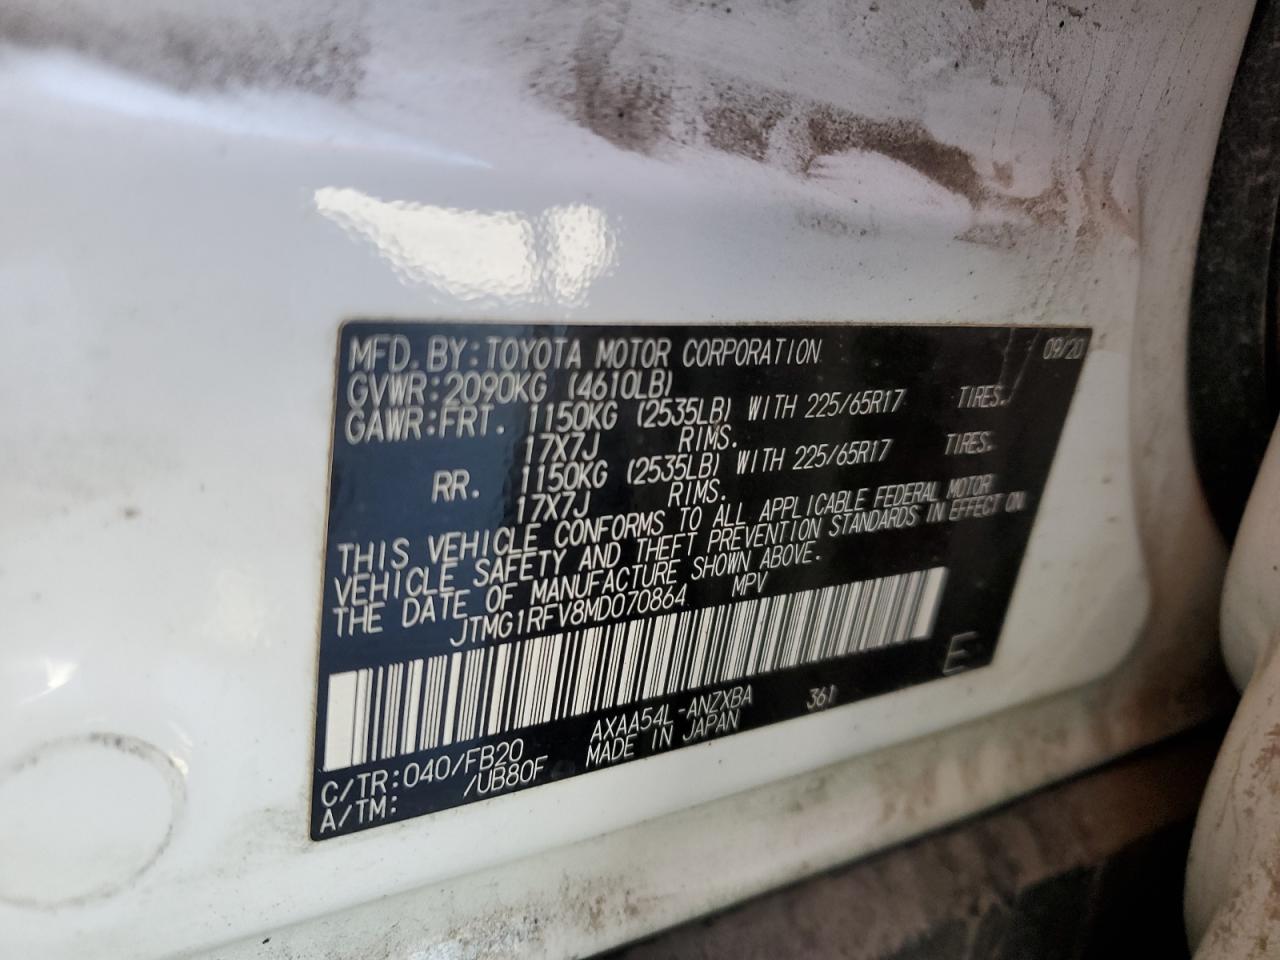 MFD. BY: TOYOTA MOTOR CORPORATION 09/20
GVWR: 2090KG (4610LB)
GAWR: FRT. 1150KG (2535LB) WITH 225/65R17 TIRES.
17X7J RIMS.
RR. 1150KG (2535LB) WITH 225/65R17 TIRES.
17X7J RIMS.
THIS VEHICLE CONFORMS TO ALL APPLICABLE FEDERAL MOTOR
VEHICLE SAFETY AND THEFT PREVENTION STANDARDS IN EFFECT ON
THE DATE OF MANUFACTURE SHOWN ABOVE.
JTMG1RFV8MD070864 MPV
E
C/TR: 040/FB20 AXAA54L-ANZXBA 361
A/TM: /UB80F MADE IN JAPAN